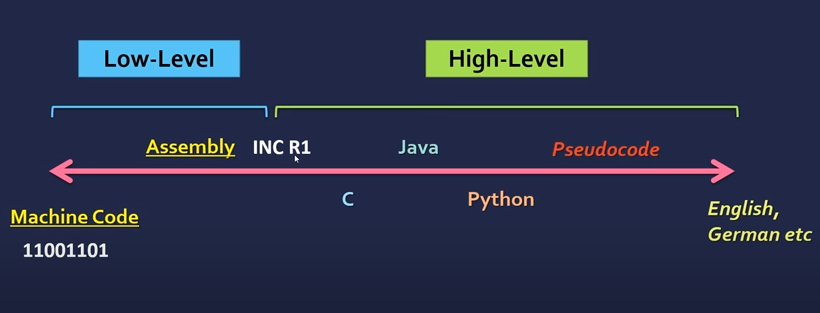 Low-Level
High-Level
Assembly
INC R1
Java
Pseudocode
C
Python
Machine Code
11001101
English,
German etc